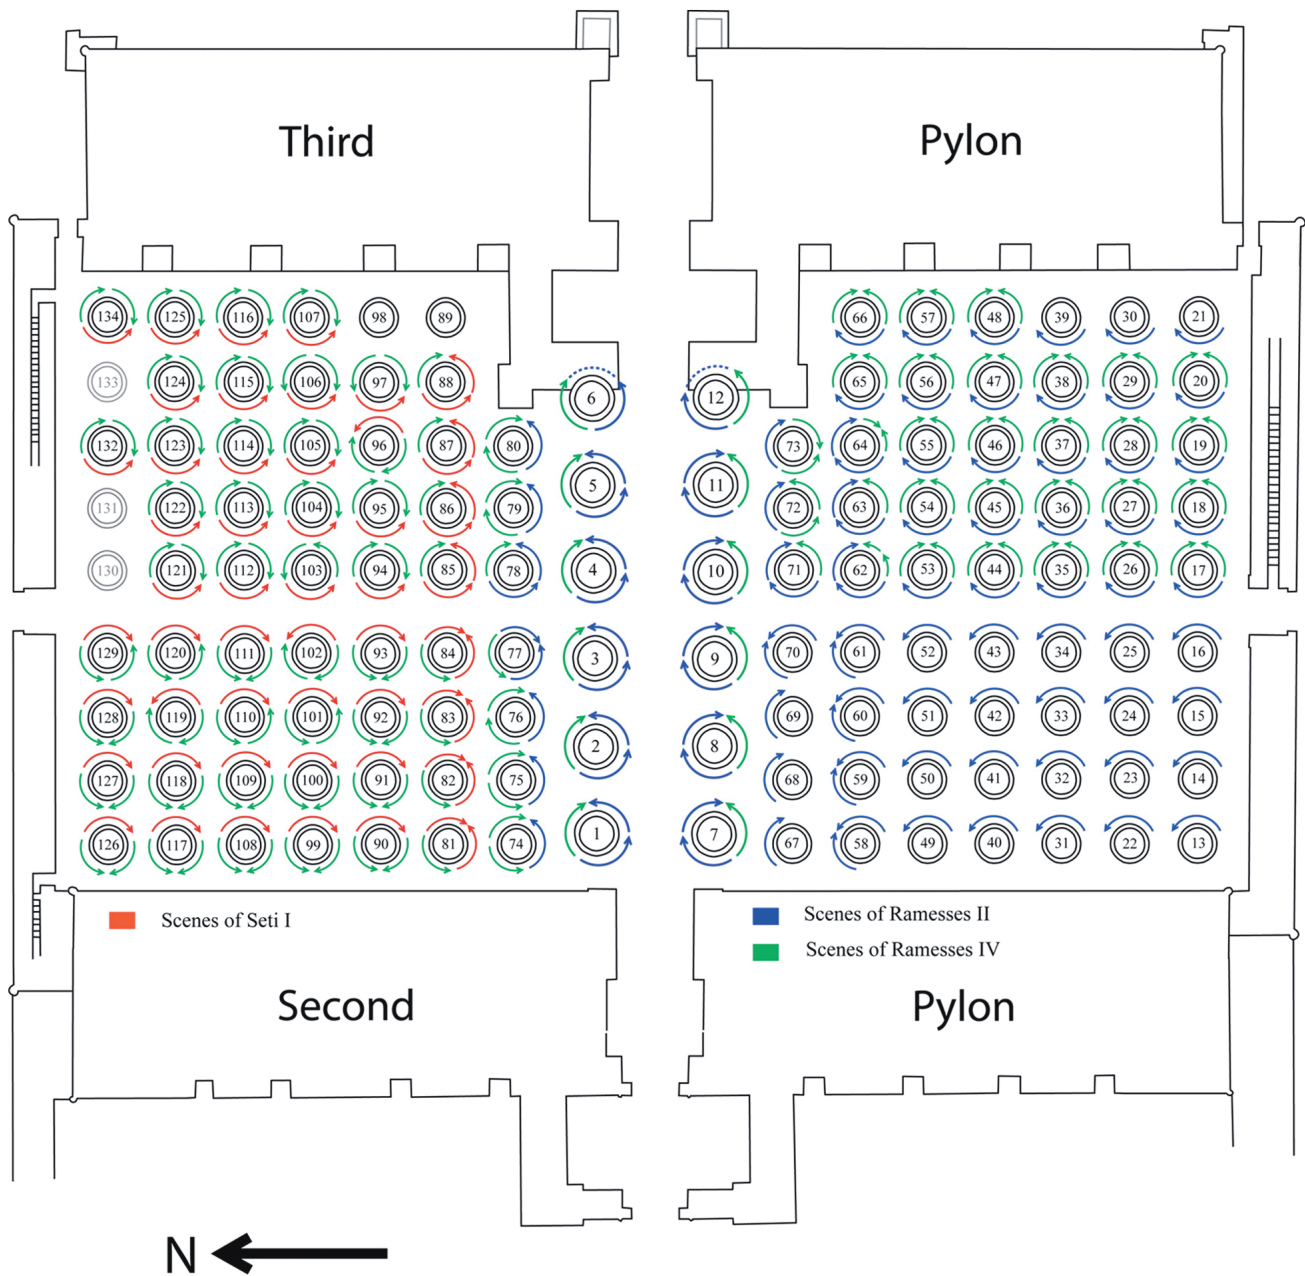 Third Pylon
134 125 116 107 98 89 66 57 48 39 30 21
133 124 115 106 97 88 6 12 65 56 47 38 29 20
132 123 114 105 96 87 80 73 64 55 46 37 28 19
131 122 113 104 95 86 79 5 11 72 63 54 45 36 27 18
130 121 112 103 94 85 78 4 10 71 62 53 44 35 26 17
129 120 111 102 93 84 77 3 9 70 61 52 43 34 25 16
128 119 110 101 92 83 76 2 8 69 60 51 42 33 24 15
127 118 109 100 91 82 75 68 59 50 41 32 23 14
126 117 108 99 90 81 74 1 7 67 58 49 40 31 22 13
Scenes of Seti I
Scenes of Ramesses II
Scenes of Ramesses IV
Second Pylon
N